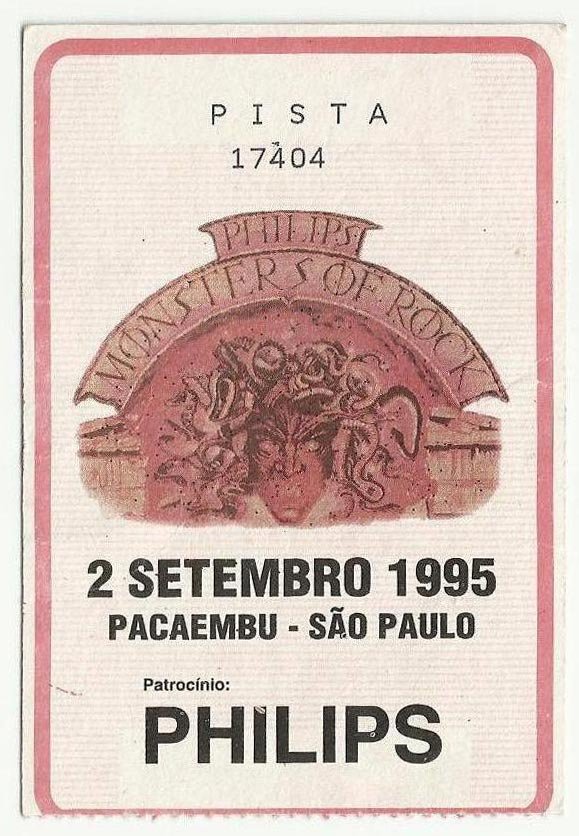 PISTA
17404
PHILIPS
MONSTERS OF ROCK
2 SETEMBRO 1995
PACAEMBU - SÃO PAULO
Patrocínio:
PHILIPS